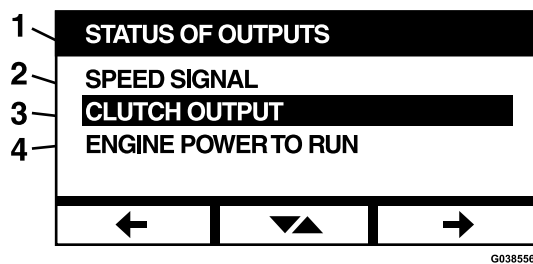 1 STATUS OF OUTPUTS
2 SPEED SIGNAL
3 CLUTCH OUTPUT
4 ENGINE POWER TO RUN
G038556